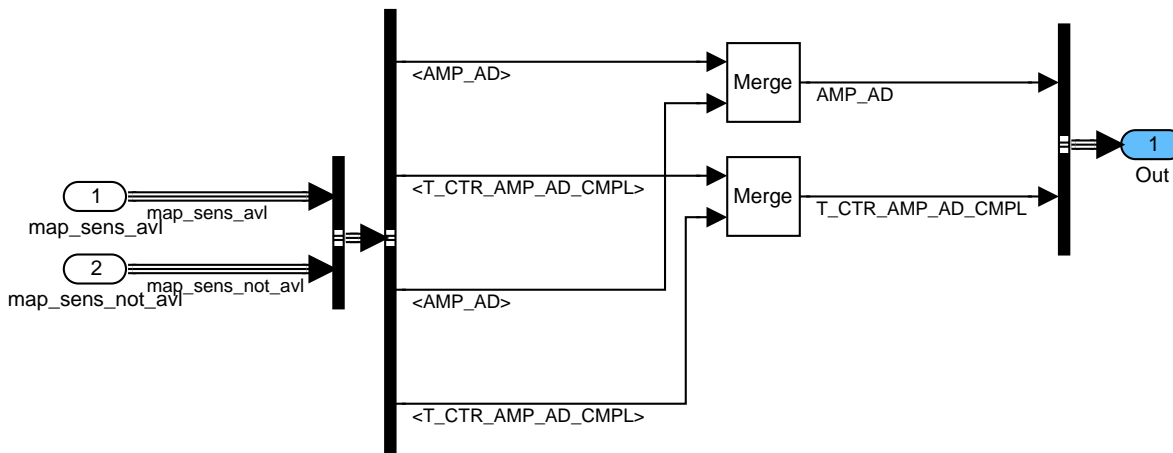 <AMP_AD>
Merge
AMP_AD
1
Out
<T_CTR_AMP_AD_CMPL>
Merge
T_CTR_AMP_AD_CMPL
1
map_sens_avl
map_sens_avl
2
map_sens_not_avl
map_sens_not_avl
<AMP_AD>
<T_CTR_AMP_AD_CMPL>